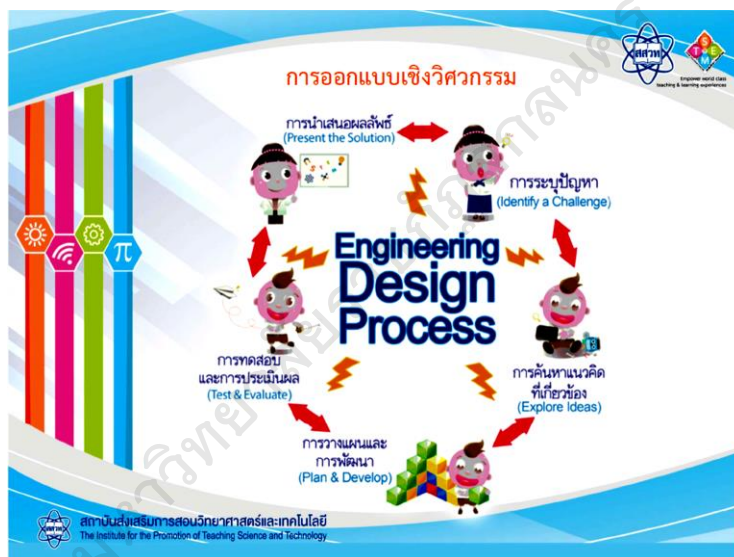 การออกแบบเชิงวิศวกรรม
สสวท
S
T E
M
Empower world class
teaching & learning experiences
การนำเสนอผลลัพธ์
(Present the Solution)
การระบุปัญหา
(Identify a Challenge)
Engineering
Design
Process
π
การทดสอบ
และการประเมินผล
(Test & Evaluate)
การค้นหาแนวคิด
ที่เกี่ยวข้อง
(Explore Ideas)
การวางแผนและ
การพัฒนา
(Plan & Develop)
สสวท
สถาบันส่งเสริมการสอนวิทยาศาสตร์และเทคโนโลยี
The Institute for the Promotion of Teaching Science and Technology